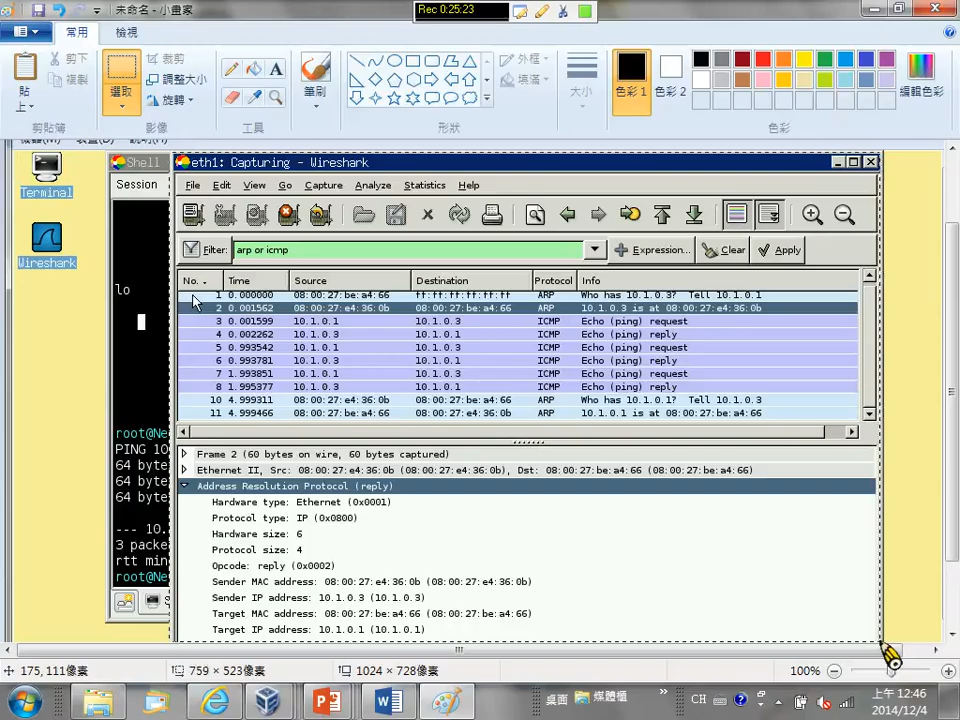 未命名 - 小畫家
Rec 0:25:23
常用
檢視
貼上
剪下
複製
剪貼簿
選取
裁剪
調整大小
旋轉
影像
A
工具
筆刷
外框
填滿
形狀
大小
色彩 1
色彩 2
編輯色彩
色彩
Terminal
Wireshark
Shell
Session
lo
root@Ne
PING 10
64 byte
64 byte
64 byte
--- 10.
3 packe
rtt min
root@Ne
eth1: Capturing - Wireshark
File Edit View Go Capture Analyze Statistics Help
Filter: arp or icmp Expression... Clear Apply
No. Time Source Destination Protocol Info
1 0.000000 08:00:27:be:a4:66 ff:ff:ff:ff:ff:ff ARP Who has 10.1.0.3? Tell 10.1.0.1
2 0.001562 08:00:27:e4:36:0b 08:00:27:be:a4:66 ARP 10.1.0.3 is at 08:00:27:e4:36:0b
3 0.001599 10.1.0.1 10.1.0.3 ICMP Echo (ping) request
4 0.002262 10.1.0.3 10.1.0.1 ICMP Echo (ping) reply
5 0.993542 10.1.0.1 10.1.0.3 ICMP Echo (ping) request
6 0.993781 10.1.0.3 10.1.0.1 ICMP Echo (ping) reply
7 1.993851 10.1.0.1 10.1.0.3 ICMP Echo (ping) request
8 1.995377 10.1.0.3 10.1.0.1 ICMP Echo (ping) reply
10 4.999311 08:00:27:e4:36:0b 08:00:27:be:a4:66 ARP Who has 10.1.0.1? Tell 10.1.0.3
11 4.999466 08:00:27:be:a4:66 08:00:27:e4:36:0b ARP 10.1.0.1 is at 08:00:27:be:a4:66
Frame 2 (60 bytes on wire, 60 bytes captured)
Ethernet II, Src: 08:00:27:e4:36:0b (08:00:27:e4:36:0b), Dst: 08:00:27:be:a4:66 (08:00:27:be:a4:66)
Address Resolution Protocol (reply)
Hardware type: Ethernet (0x0001)
Protocol type: IP (0x0800)
Hardware size: 6
Protocol size: 4
Opcode: reply (0x0002)
Sender MAC address: 08:00:27:e4:36:0b (08:00:27:e4:36:0b)
Sender IP address: 10.1.0.3 (10.1.0.3)
Target MAC address: 08:00:27:be:a4:66 (08:00:27:be:a4:66)
Target IP address: 10.1.0.1 (10.1.0.1)
175, 111像素
759 × 523像素
1024 × 728像素
100%
桌面
媒體櫃
CH
上午 12:46
2014/12/4